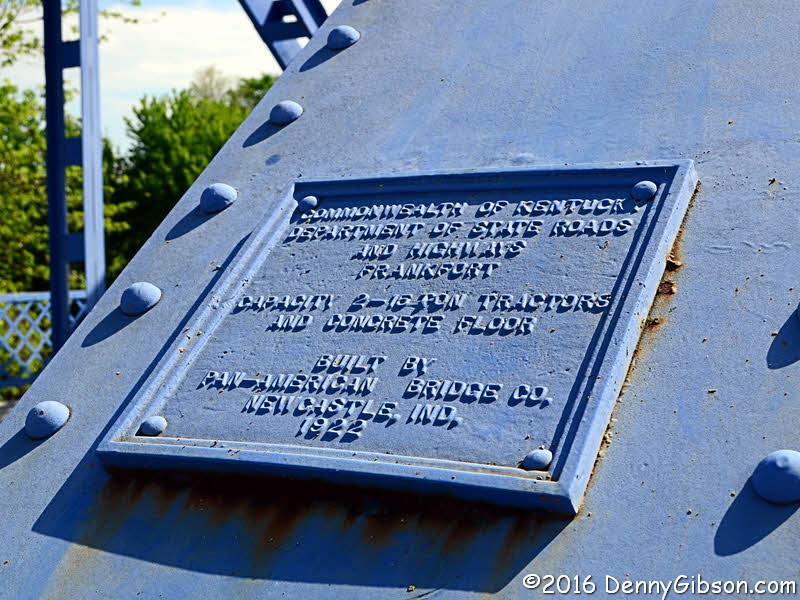 COMMONWEALTH OF KENTUCKY
DEPARTMENT OF STATE ROADS
AND HIGHWAYS
FRANKFORT
CAPACITY 2-15-TON TRACTORS
AND CONCRETE FLOOR
BUILT BY
PAN-AMERICAN BRIDGE CO.
NEWCASTLE, IND.
1922
©2016 DennyGibson.com